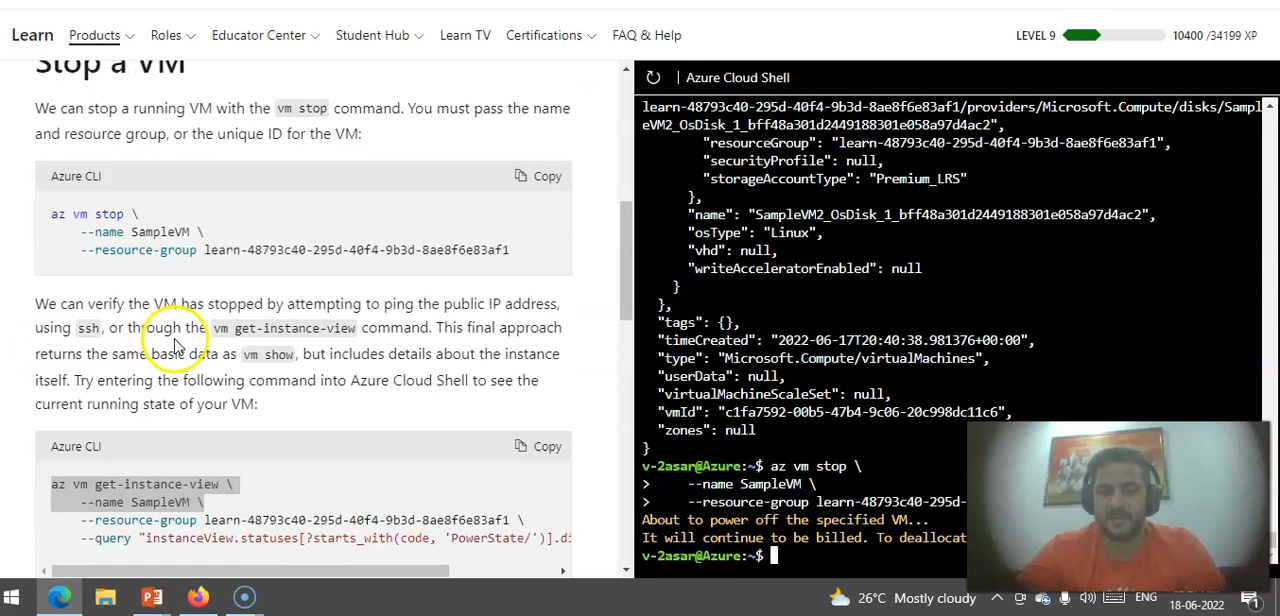 Learn Products Roles Educator Center Student Hub Learn TV Certifications FAQ & Help LEVEL 9 10400 /34199 XP
Stop a VM
We can stop a running VM with the vm stop command. You must pass the name
and resource group, or the unique ID for the VM:
Azure CLI Copy
az vm stop \
--name SampleVM \
--resource-group learn-48793c40-295d-40f4-9b3d-8ae8f6e83af1
We can verify the VM has stopped by attempting to ping the public IP address,
using ssh, or through the vm get-instance-view command. This final approach
returns the same basic data as vm show, but includes details about the instance
itself. Try entering the following command into Azure Cloud Shell to see the
current running state of your VM:
Azure CLI Copy
az vm get-instance-view \
--name SampleVM \
--resource-group learn-48793c40-295d-40f4-9b3d-8ae8f6e83af1 \
--query "instanceView.statuses[?starts_with(code, 'PowerState/')].di
Azure Cloud Shell
learn-48793c40-295d-40f4-9b3d-8ae8f6e83af1/providers/Microsoft.Compute/disks/Sampl
eVM2_OsDisk_1_bff48a301d2449188301e058a97d4ac2",
"resourceGroup": "learn-48793c40-295d-40f4-9b3d-8ae8f6e83af1",
"securityProfile": null,
"storageAccountType": "Premium_LRS"
},
"name": "SampleVM2_OsDisk_1_bff48a301d2449188301e058a97d4ac2",
"osType": "Linux",
"vhd": null,
"writeAcceleratorEnabled": null
}
},
"tags": {},
"timeCreated": "2022-06-17T20:40:38.981376+00:00",
"type": "Microsoft.Compute/virtualMachines",
"userData": null,
"virtualMachineScaleSet": null,
"vmId": "c1fa7592-00b5-47b4-9c06-20c998dc11c6",
"zones": null
}
v-2asar@Azure:~$ az vm stop \
> --name SampleVM \
> --resource-group learn-48793c40-295d-
About to power off the specified VM...
It will continue to be billed. To deallocat
v-2asar@Azure:~$
26°C Mostly cloudy ENG 18-06-2022 1